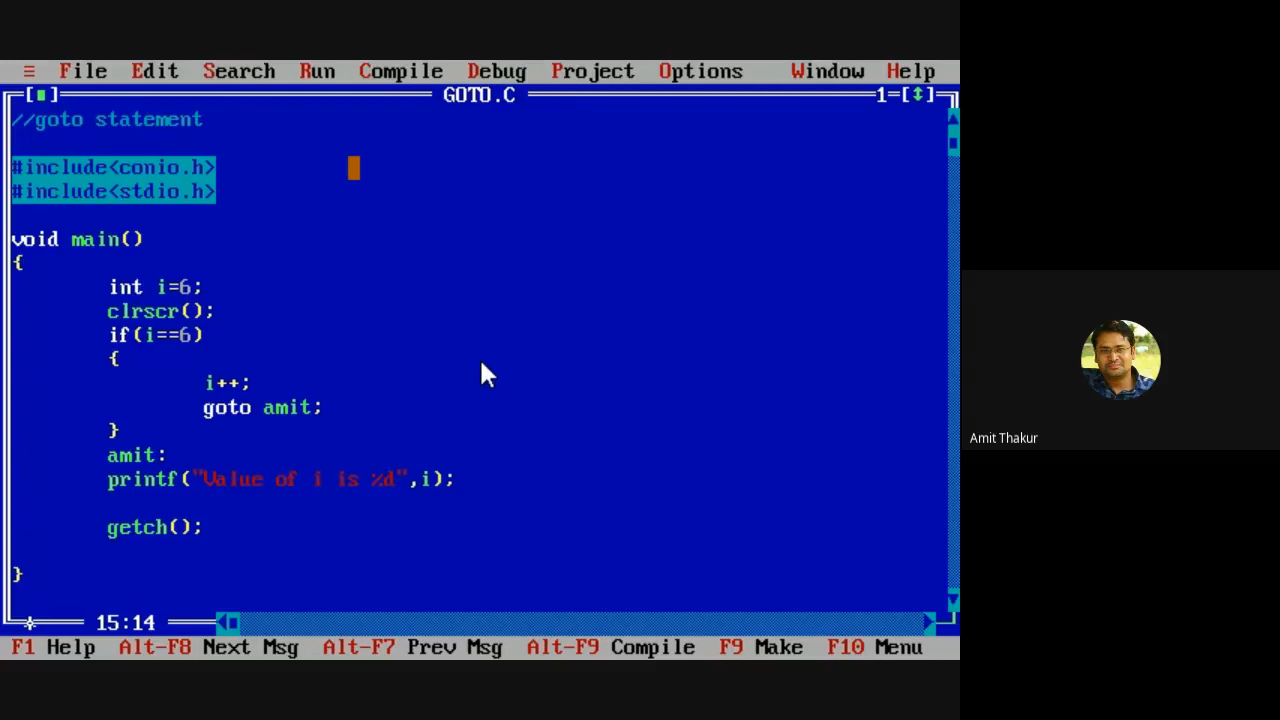 ≡ File Edit Search Run Compile Debug Project Options Window Help
[■] GOTO.C 1=[↕]
//goto statement
#include<conio.h>
#include<stdio.h>
void main()
{
int i=6;
clrscr();
if(i==6)
{
i++;
goto amit;
}
amit:
printf("Value of i is %d",i);
getch();
}
15:14
F1 Help Alt-F8 Next Msg Alt-F7 Prev Msg Alt-F9 Compile F9 Make F10 Menu
Amit Thakur